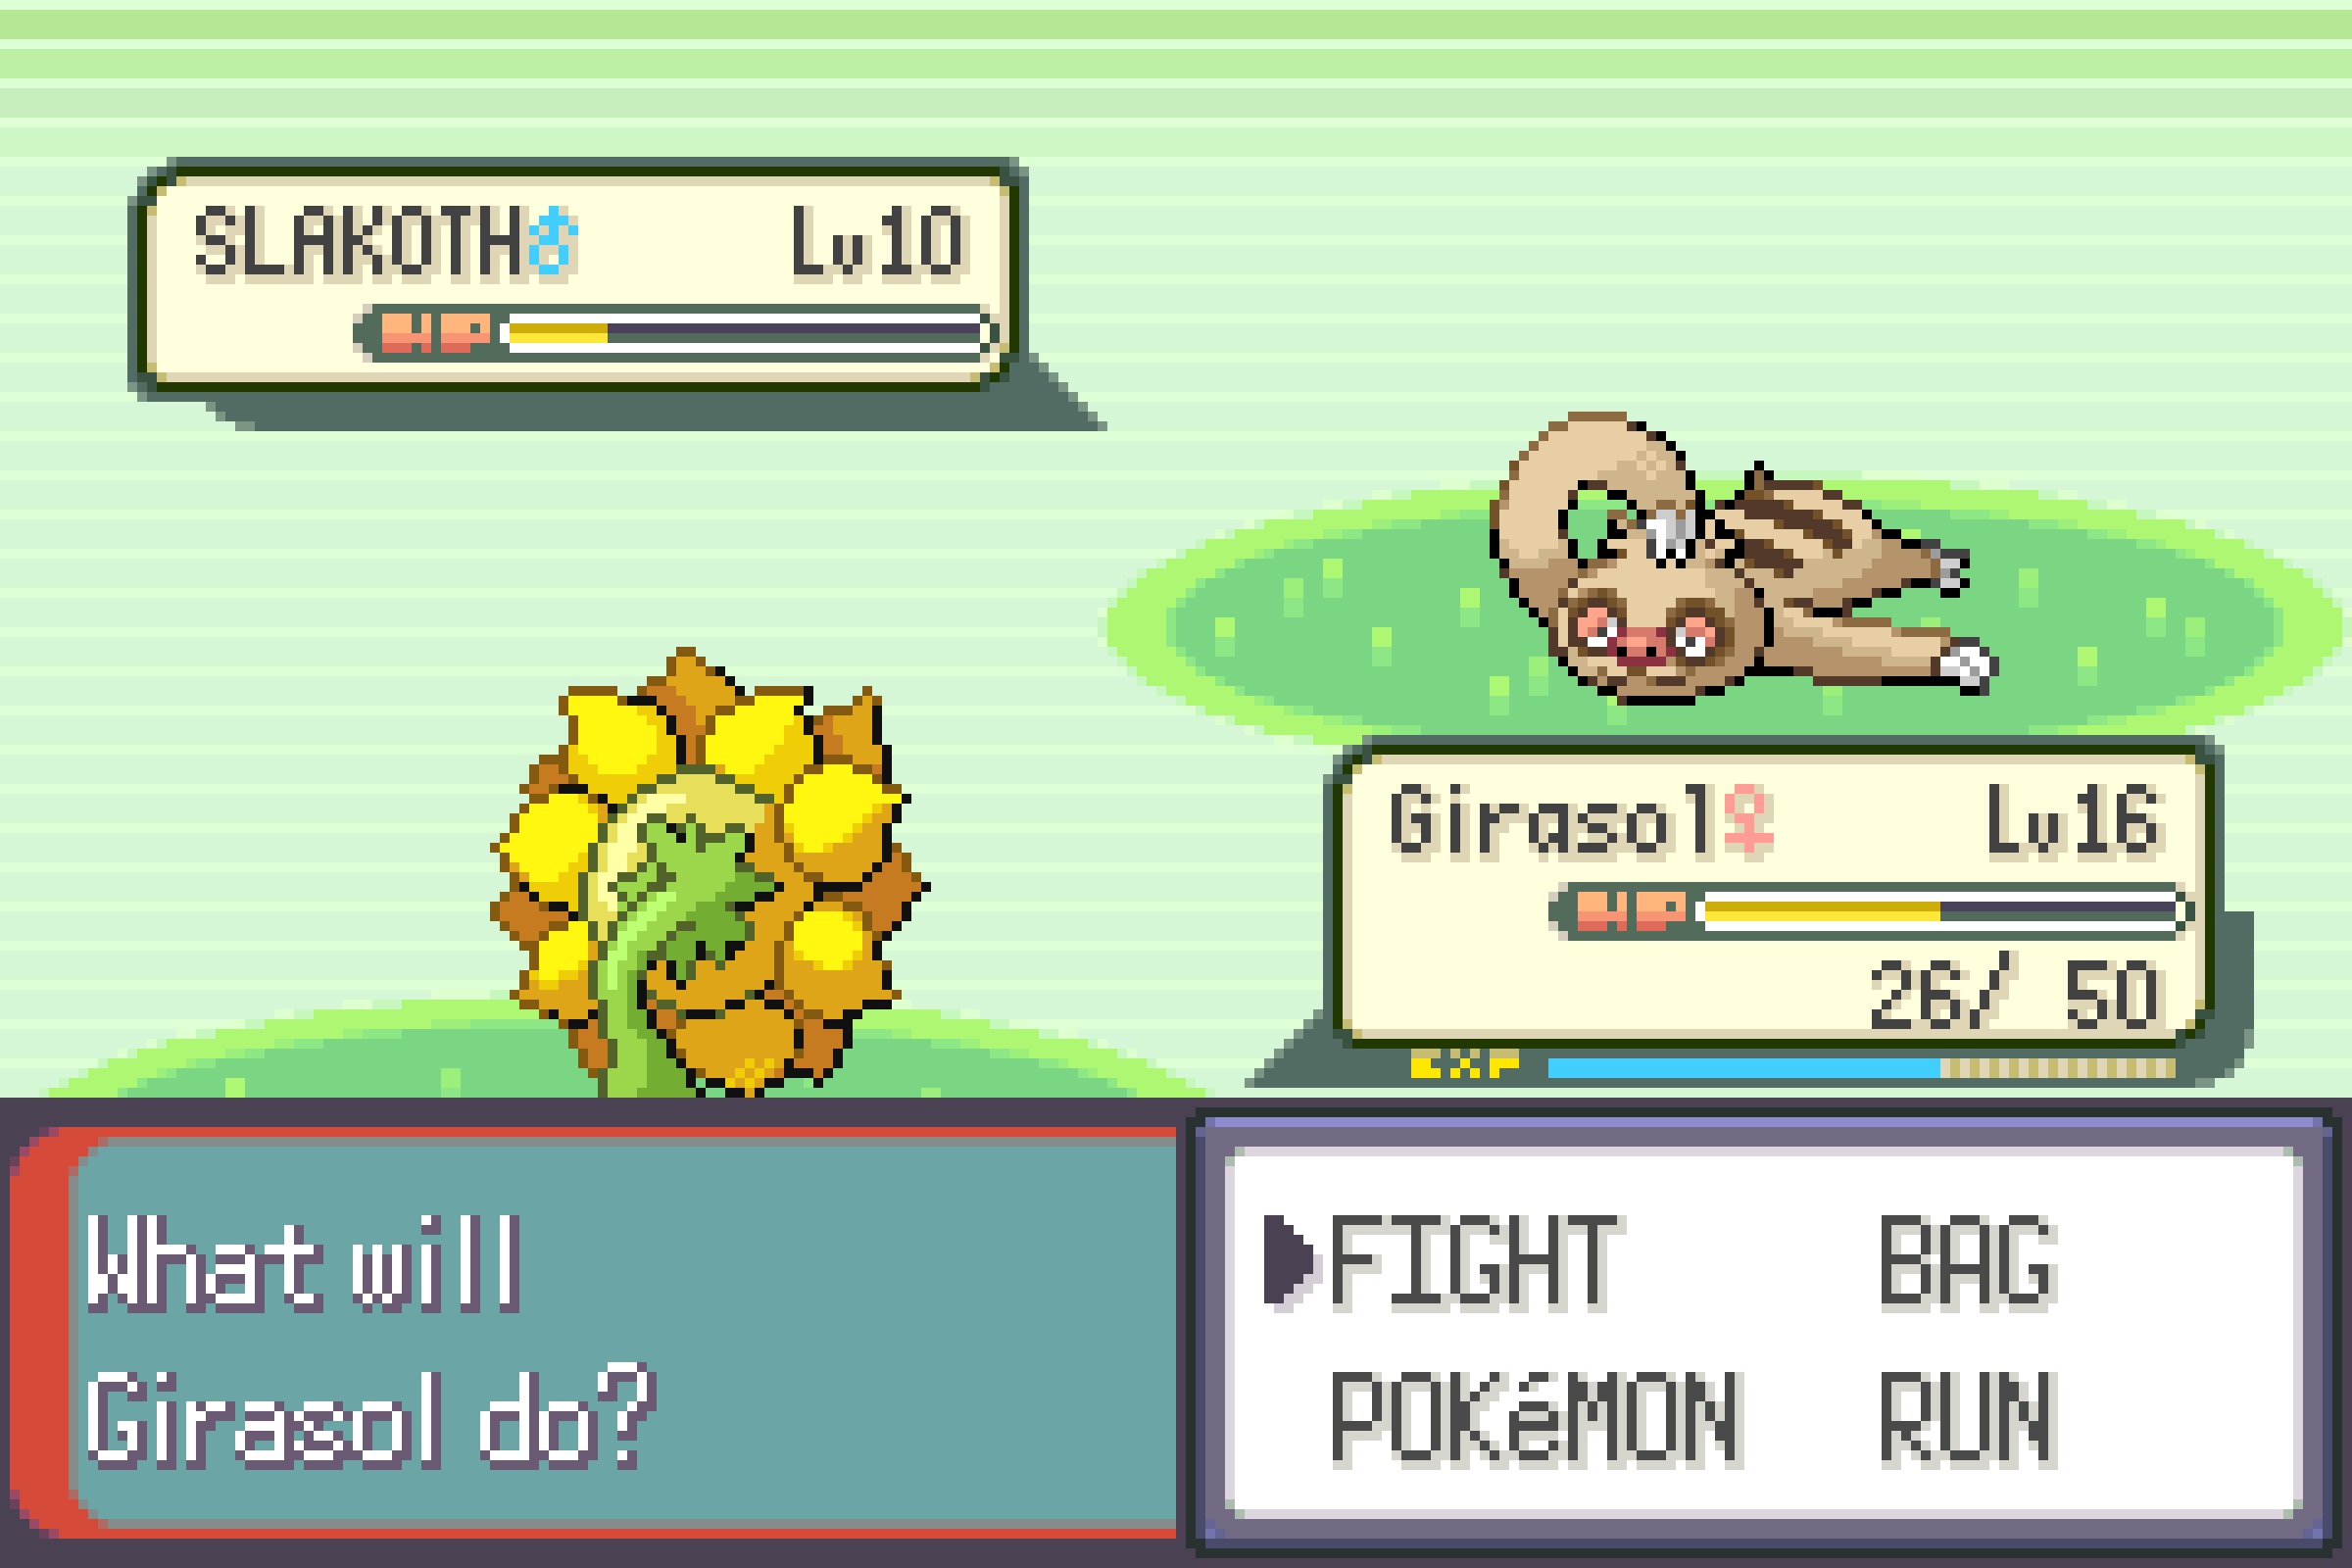 SLAKOTH♂ Lv10
HP
Girasol♀ Lv16
HP
26/ 50
EXP
What will
Girasol do?
FIGHT BAG
POKéMON RUN